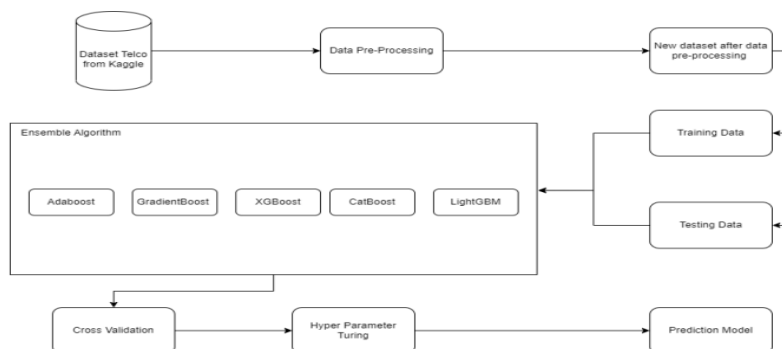 Dataset Telco
from Kaggle
Data Pre-Processing
New dataset after data
pre-processing
Ensemble Algorithm
Training Data
Adaboost
GradientBoost
XGBoost
CatBoost
LightGBM
Testing Data
Cross Validation
Hyper Parameter
Turing
Prediction Model